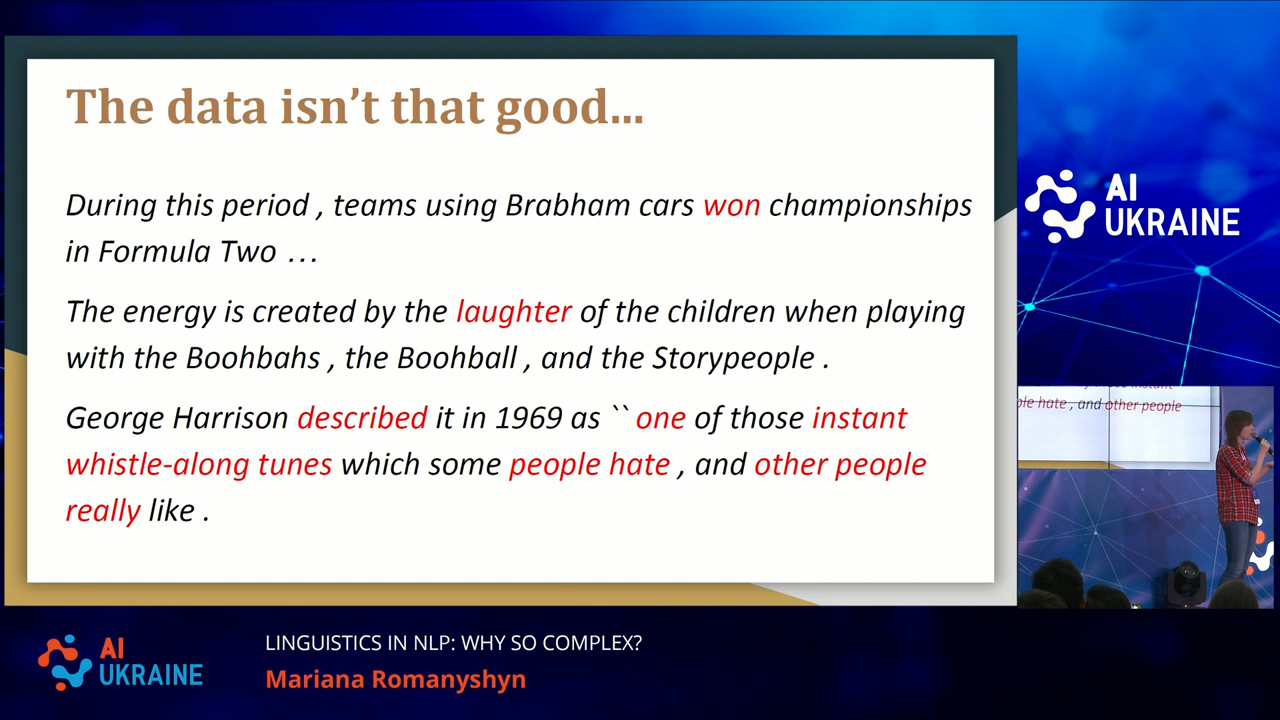 The data isn't that good...
During this period , teams using Brabham cars won championships
in Formula Two …
The energy is created by the laughter of the children when playing
with the Boohbahs , the Boohball , and the Storypeople .
George Harrison described it in 1969 as `` one of those instant
whistle-along tunes which some people hate , and other people
really like .
AI
UKRAINE
ple hate , and other people
AI
UKRAINE
LINGUISTICS IN NLP: WHY SO COMPLEX?
Mariana Romanyshyn